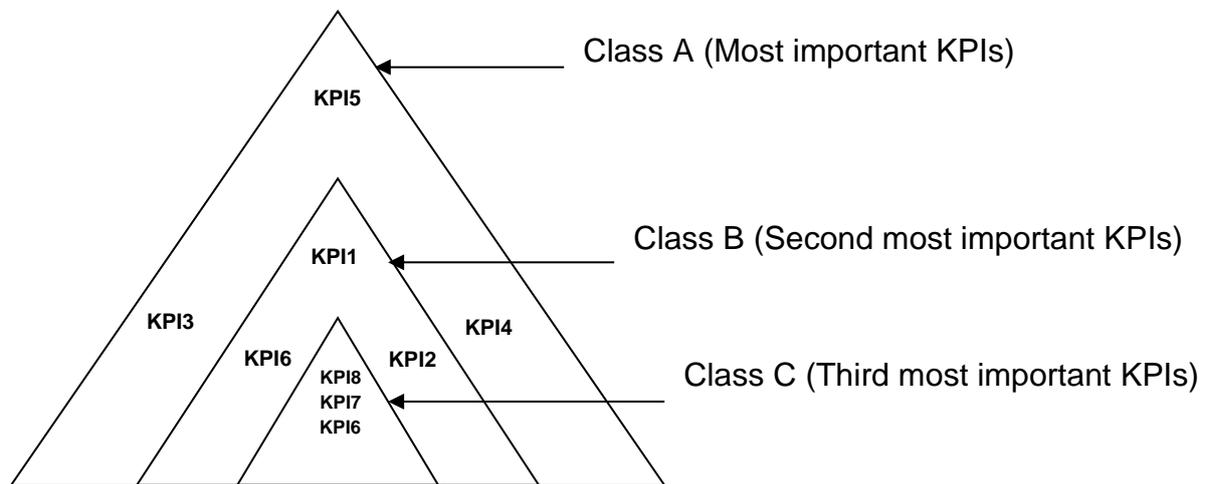 Class A (Most important KPIs)
KPI5
Class B (Second most important KPIs)
KPI1
KPI3
KPI4
KPI6
KPI2
Class C (Third most important KPIs)
KPI8
KPI7
KPI6